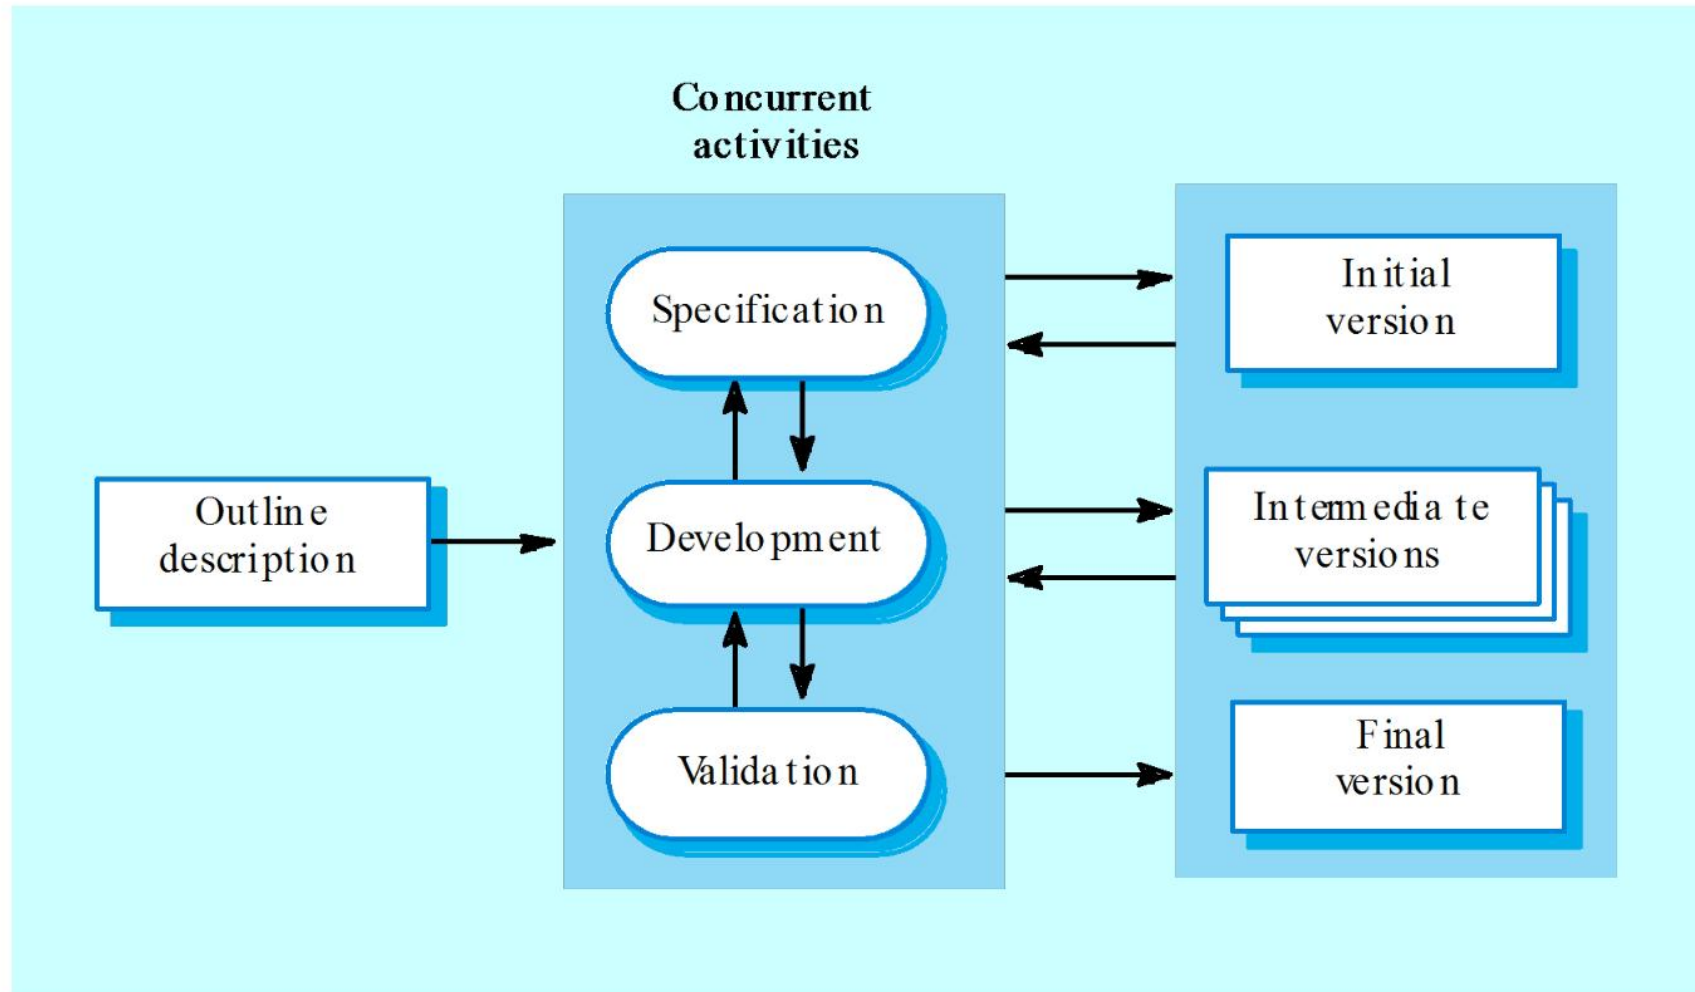 Concurrent
activities
Specification
Initial
version
Outline
description
Development
Intermediate
versions
Validation
Final
version